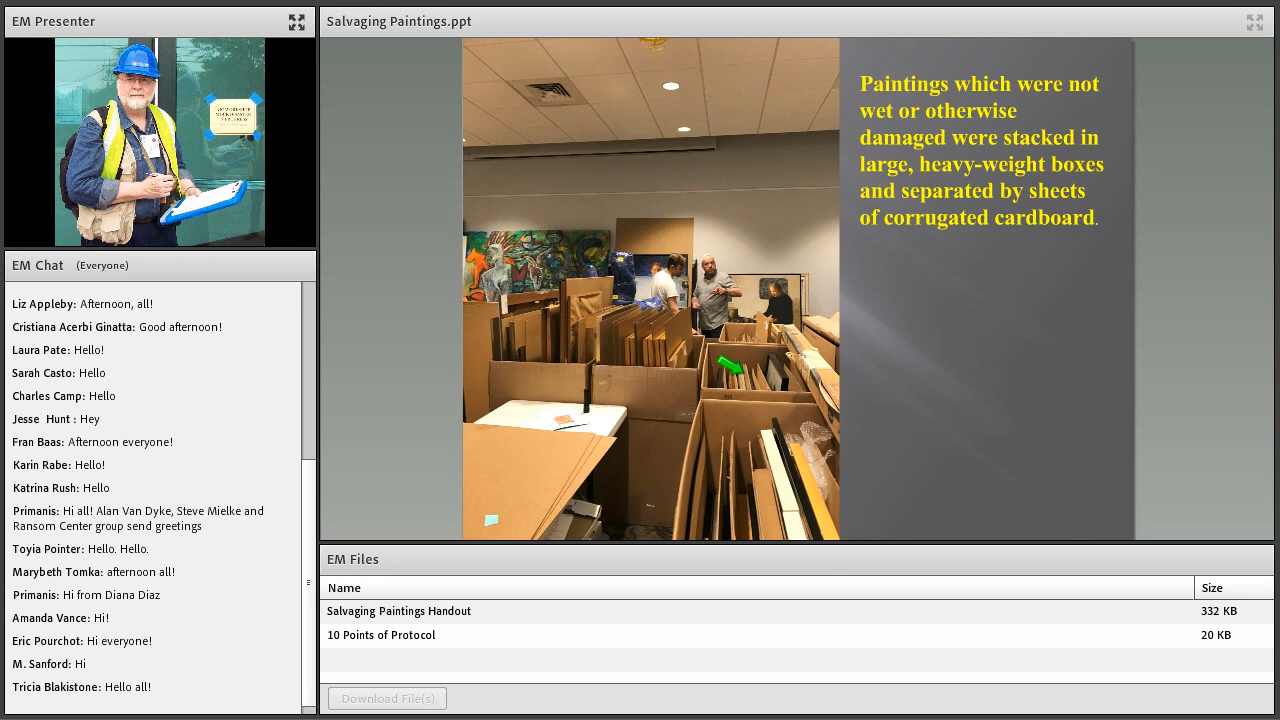 EM Presenter
EM Chat (Everyone)
Liz Appleby: Afternoon, all!
Cristiana Acerbi Ginatta: Good afternoon!
Laura Pate: Hello!
Sarah Casto: Hello
Charles Camp: Hello
Jesse Hunt : Hey
Fran Baas: Afternoon everyone!
Karin Rabe: Hello!
Katrina Rush: Hello
Primanis: Hi all! Alan Van Dyke, Steve Mielke and
Ransom Center group send greetings
Toyia Pointer: Hello. Hello.
Marybeth Tomka: afternoon all!
Primanis: Hi from Diana Diaz
Amanda Vance: Hi!
Eric Pourchot: Hi everyone!
M. Sanford: Hi
Tricia Blakistone: Hello all!
Salvaging Paintings.ppt
Paintings which were not
wet or otherwise
damaged were stacked in
large, heavy-weight boxes
and separated by sheets
of corrugated cardboard.
EM Files
Name Size
Salvaging Paintings Handout 332 KB
10 Points of Protocol 20 KB
Download File(s)